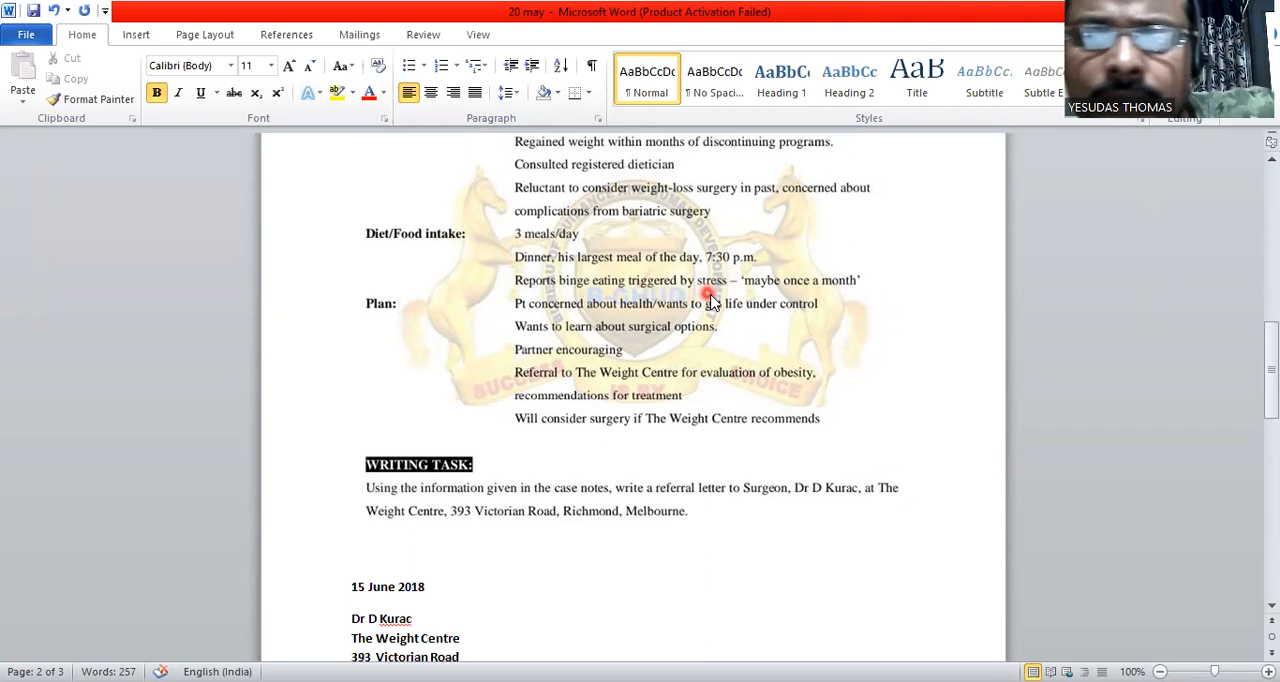 20 may - Microsoft Word (Product Activation Failed)
File Home Insert Page Layout References Mailings Review View
Paste
Cut
Copy
Format Painter
Clipboard
Calibri (Body) 11
Font
Paragraph
AaBbCcDc AaBbCcDc AaBbC AaBbCc AaB AaBbCc.
¶ Normal ¶ No Spaci... Heading 1 Heading 2 Title Subtitle Subtle E
Styles
YESUDAS THOMAS
Regained weight within months of discontinuing programs.
Consulted registered dietician
Reluctant to consider weight-loss surgery in past, concerned about
complications from bariatric surgery
Diet/Food intake: 3 meals/day
Dinner, his largest meal of the day, 7:30 p.m.
Reports binge eating triggered by stress – ‘maybe once a month’
Plan: Pt concerned about health/wants to get life under control
Wants to learn about surgical options.
Partner encouraging
Referral to The Weight Centre for evaluation of obesity,
recommendations for treatment
Will consider surgery if The Weight Centre recommends
SUCCESS IS BY CHOICE
WRITING TASK:
Using the information given in the case notes, write a referral letter to Surgeon, Dr D Kurac, at The
Weight Centre, 393 Victorian Road, Richmond, Melbourne.
15 June 2018
Dr D Kurac
The Weight Centre
393 Victorian Road
Page: 2 of 3 Words: 257 English (India) 100%